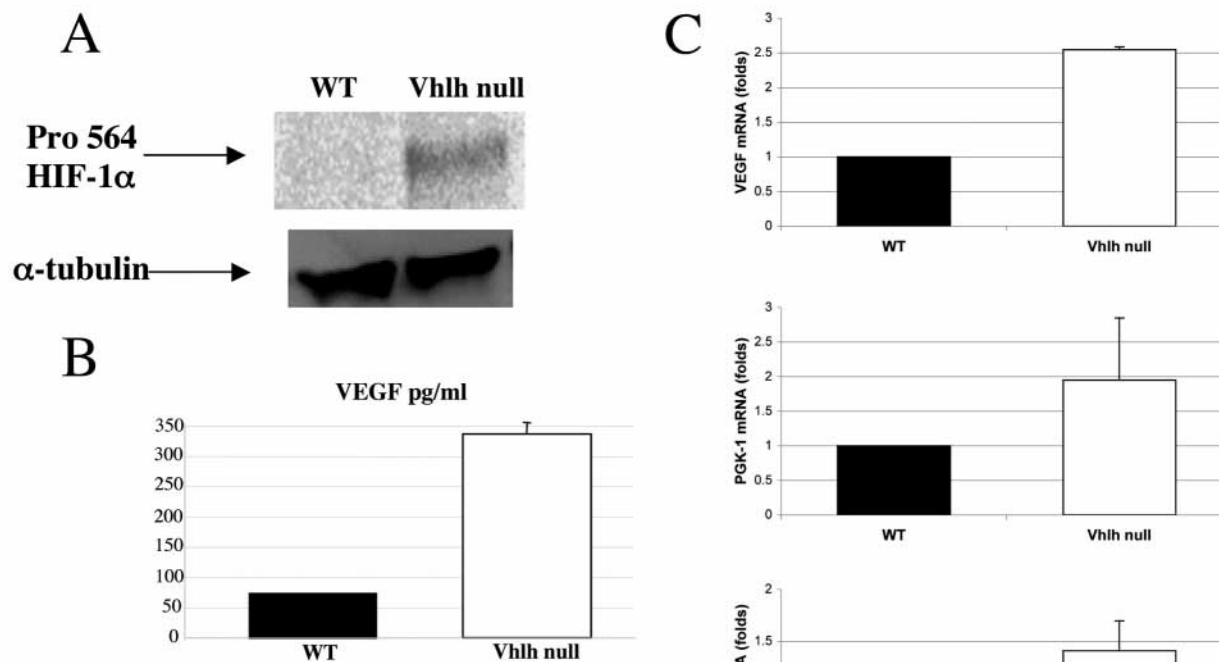 A
WT Vhlh null
Pro 564
HIF-1α
α-tubulin
B
VEGF pg/ml
350
300
250
200
150
100
50
0
WT Vhlh null
C
VEGF mRNA (folds)
3
2.5
2
1.5
1
0.5
0
WT Vhlh null
PGK-1 mRNA (folds)
3
2.5
2
1.5
1
0.5
0
WT Vhlh null
(folds)
2
1.5